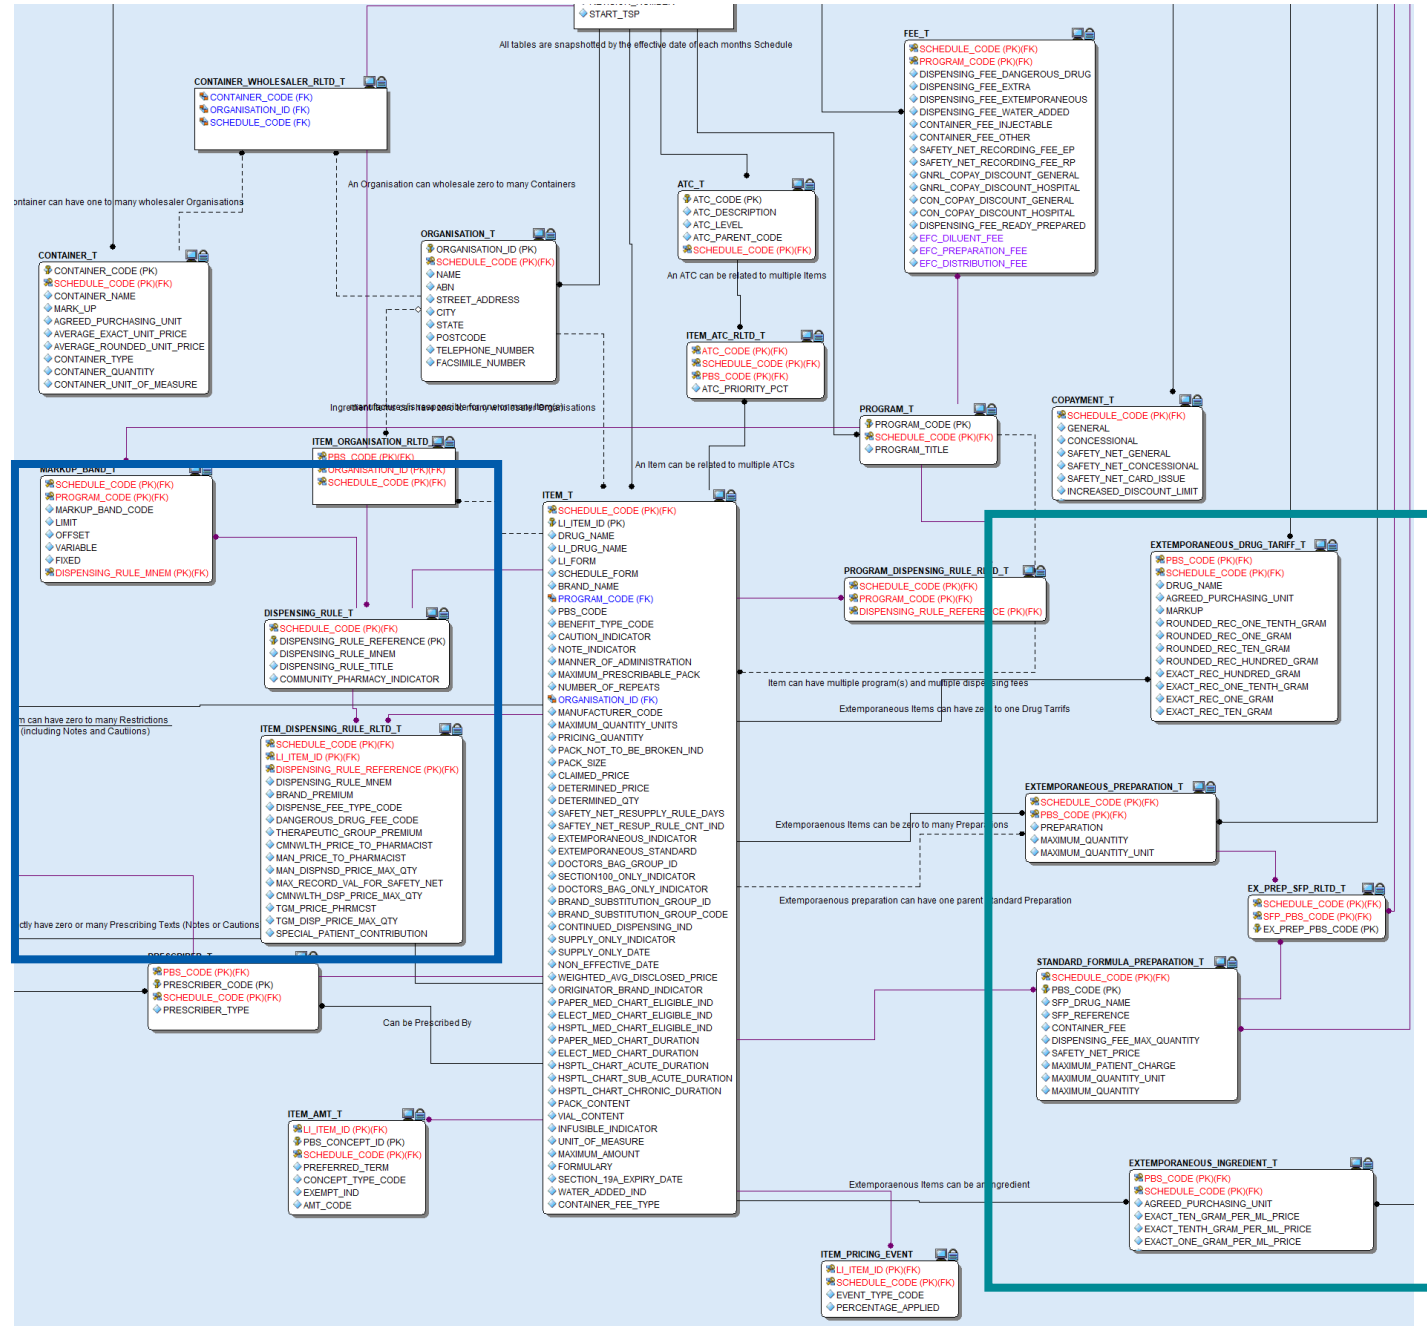 START_TSP
All tables are snapshotted by the effective date of each months Schedule
FEE_T
SCHEDULE_CODE (PK)(FK)
PROGRAM_CODE (PK)(FK)
DISPENSING_FEE_DANGEROUS_DRUG
DISPENSING_FEE_EXTRA
DISPENSING_FEE_EXTEMPORANEOUS
DISPENSING_FEE_WATER_ADDED
CONTAINER_FEE_INJECTABLE
CONTAINER_FEE_OTHER
SAFETY_NET_RECORDING_FEE_EP
SAFETY_NET_RECORDING_FEE_RP
GNRL_COPAY_DISCOUNT_GENERAL
GNRL_COPAY_DISCOUNT_HOSPITAL
CON_COPAY_DISCOUNT_GENERAL
CON_COPAY_DISCOUNT_HOSPITAL
DISPENSING_FEE_READY_PREPARED
EFC_DILUENT_FEE
EFC_PREPARATION_FEE
EFC_DISTRIBUTION_FEE
CONTAINER_WHOLESALER_RLTD_T
CONTAINER_CODE (FK)
ORGANISATION_ID (FK)
SCHEDULE_CODE (FK)
An Organisation can wholesale zero to many Containers
ontainer can have one to many wholesaler Organisations
ATC_T
ATC_CODE (PK)
ATC_DESCRIPTION
ATC_LEVEL
ATC_PARENT_CODE
SCHEDULE_CODE (PK)(FK)
An ATC can be related to multiple Items
ORGANISATION_T
ORGANISATION_ID (PK)
SCHEDULE_CODE (PK)(FK)
NAME
ABN
STREET_ADDRESS
CITY
STATE
POSTCODE
TELEPHONE_NUMBER
FACSIMILE_NUMBER
CONTAINER_T
CONTAINER_CODE (PK)
SCHEDULE_CODE (PK)(FK)
CONTAINER_NAME
MARK_UP
AGREED_PURCHASING_UNIT
AVERAGE_EXACT_UNIT_PRICE
AVERAGE_ROUNDED_UNIT_PRICE
CONTAINER_TYPE
CONTAINER_QUANTITY
CONTAINER_UNIT_OF_MEASURE
ITEM_ATC_RLTD_T
ATC_CODE (PK)(FK)
SCHEDULE_CODE (PK)(FK)
PBS_CODE (PK)(FK)
ATC_PRIORITY_PCT
wholesaler Organisations
PROGRAM_T
PROGRAM_CODE (PK)
SCHEDULE_CODE (PK)(FK)
PROGRAM_TITLE
COPAYMENT_T
SCHEDULE_CODE (PK)(FK)
GENERAL
CONCESSIONAL
SAFETY_NET_GENERAL
SAFETY_NET_CONCESSIONAL
SAFETY_NET_CARD_ISSUE
INCREASED_DISCOUNT_LIMIT
ITEM_ORGANISATION_RLTD
PBS_CODE (PK)(FK)
ORGANISATION_ID (PK)(FK)
SCHEDULE_CODE (PK)(FK)
An Item can be related to multiple ATCs
MARKUP_BAND_T
SCHEDULE_CODE (PK)(FK)
PROGRAM_CODE (PK)(FK)
MARKUP_BAND_CODE
LIMIT
OFFSET
VARIABLE
FIXED
DISPENSING_RULE_MNEM (PK)(FK)
ITEM_T
SCHEDULE_CODE (PK)(FK)
LI_ITEM_ID (PK)
DRUG_NAME
LI_DRUG_NAME
LI_FORM
SCHEDULE_FORM
BRAND_NAME
PROGRAM_CODE (FK)
PBS_CODE
BENEFIT_TYPE_CODE
CAUTION_INDICATOR
NOTE_INDICATOR
MANNER_OF_ADMINISTRATION
MAXIMUM_PRESCRIBABLE_PACK
NUMBER_OF_REPEATS
ORGANISATION_ID (FK)
MANUFACTURER_CODE
MAXIMUM_QUANTITY_UNITS
PRICING_QUANTITY
PACK_NOT_TO_BE_BROKEN_IND
PACK_SIZE
CLAIMED_PRICE
DETERMINED_PRICE
DETERMINED_QTY
SAFETY_NET_RESUPPLY_RULE_DAYS
SAFTEY_NET_RESUP_RULE_CNT_IND
EXTEMPORANEOUS_INDICATOR
EXTEMPORANEOUS_STANDARD
DOCTORS_BAG_GROUP_ID
SECTION100_ONLY_INDICATOR
DOCTORS_BAG_ONLY_INDICATOR
BRAND_SUBSTITUTION_GROUP_ID
BRAND_SUBSTITUTION_GROUP_CODE
CONTINUED_DISPENSING_IND
SUPPLY_ONLY_INDICATOR
SUPPLY_ONLY_DATE
NON_EFFECTIVE_DATE
WEIGHTED_AVG_DISCLOSED_PRICE
ORIGINATOR_BRAND_INDICATOR
PAPER_MED_CHART_ELIGIBLE_IND
ELECT_MED_CHART_ELIGIBLE_IND
HSPTL_MED_CHART_ELIGIBLE_IND
PAPER_MED_CHART_DURATION
ELECT_MED_CHART_DURATION
HSPTL_CHART_ACUTE_DURATION
HSPTL_CHART_SUB_ACUTE_DURATION
HSPTL_CHART_CHRONIC_DURATION
PACK_CONTENT
VIAL_CONTENT
INFUSIBLE_INDICATOR
UNIT_OF_MEASURE
MAXIMUM_AMOUNT
FORMULARY
SECTION_19A_EXPIRY_DATE
WATER_ADDED_IND
CONTAINER_FEE_TYPE
EXTEMPORANEOUS_DRUG_TARIFF_T
PBS_CODE (PK)(FK)
SCHEDULE_CODE (PK)(FK)
DRUG_NAME
AGREED_PURCHASING_UNIT
MARKUP
ROUNDED_REC_ONE_TENTH_GRAM
ROUNDED_REC_ONE_GRAM
ROUNDED_REC_TEN_GRAM
ROUNDED_REC_HUNDRED_GRAM
EXACT_REC_HUNDRED_GRAM
EXACT_REC_ONE_TENTH_GRAM
EXACT_REC_ONE_GRAM
EXACT_REC_TEN_GRAM
PROGRAM_DISPENSING_RULE_RLTD_T
SCHEDULE_CODE (PK)(FK)
PROGRAM_CODE (PK)(FK)
DISPENSING_RULE_REFERENCE (PK)(FK)
Item can have multiple program(s) and multiple dispensing fees
Extemporaneous Items can have zero to one Drug Tarrifs
DISPENSING_RULE_T
SCHEDULE_CODE (PK)(FK)
DISPENSING_RULE_REFERENCE (PK)
DISPENSING_RULE_MNEM
DISPENSING_RULE_TITLE
COMMUNITY_PHARMACY_INDICATOR
m can have zero to many Restrictions
(including Notes and Cautiions)
ITEM_DISPENSING_RULE_RLTD_T
SCHEDULE_CODE (PK)(FK)
LI_ITEM_ID (PK)(FK)
DISPENSING_RULE_REFERENCE (PK)(FK)
DISPENSING_RULE_MNEM
BRAND_PREMIUM
DISPENSE_FEE_TYPE_CODE
DANGEROUS_DRUG_FEE_CODE
THERAPEUTIC_GROUP_PREMIUM
CMNWLTH_PRICE_TO_PHARMACIST
MAN_PRICE_TO_PHARMACIST
MAN_DISPNSD_PRICE_MAX_QTY
MAX_RECORD_VAL_FOR_SAFETY_NET
CMNWLTH_DSP_PRICE_MAX_QTY
TGM_PRICE_PHRMCST
TGM_DISP_PRICE_MAX_QTY
SPECIAL_PATIENT_CONTRIBUTION
ctly have zero or many Prescribing Texts (Notes or Cautions
EXTEMPORANEOUS_PREPARATION_T
SCHEDULE_CODE (PK)(FK)
PBS_CODE (PK)(FK)
PREPARATION
MAXIMUM_QUANTITY
MAXIMUM_QUANTITY_UNIT
Extemporaenous Items can be zero to many Preparations
Extemporaenous preparation can have one parent Standard Preparation
EX_PREP_SFP_RLTD_T
SCHEDULE_CODE (PK)(FK)
SFP_PBS_CODE (PK)(FK)
EX_PREP_PBS_CODE (PK)
PRESCRIBER_T
PBS_CODE (PK)(FK)
PRESCRIBER_CODE (PK)
SCHEDULE_CODE (PK)(FK)
PRESCRIBER_TYPE
Can be Prescribed By
STANDARD_FORMULA_PREPARATION_T
SCHEDULE_CODE (PK)(FK)
PBS_CODE (PK)
SFP_DRUG_NAME
SFP_REFERENCE
CONTAINER_FEE
DISPENSING_FEE_MAX_QUANTITY
SAFETY_NET_PRICE
MAXIMUM_PATIENT_CHARGE
MAXIMUM_QUANTITY_UNIT
MAXIMUM_QUANTITY
ITEM_AMT_T
LI_ITEM_ID (PK)(FK)
PBS_CONCEPT_ID (PK)
SCHEDULE_CODE (PK)(FK)
PREFERRED_TERM
CONCEPT_TYPE_CODE
EXEMPT_IND
AMT_CODE
EXTEMPORANEOUS_INGREDIENT_T
PBS_CODE (PK)(FK)
SCHEDULE_CODE (PK)(FK)
AGREED_PURCHASING_UNIT
EXACT_TEN_GRAM_PER_ML_PRICE
EXACT_TENTH_GRAM_PER_ML_PRICE
EXACT_ONE_GRAM_PER_ML_PRICE
Extemporaenous Items can be an Ingredient
ITEM_PRICING_EVENT
LI_ITEM_ID (PK)(FK)
SCHEDULE_CODE (PK)(FK)
EVENT_TYPE_CODE
PERCENTAGE_APPLIED